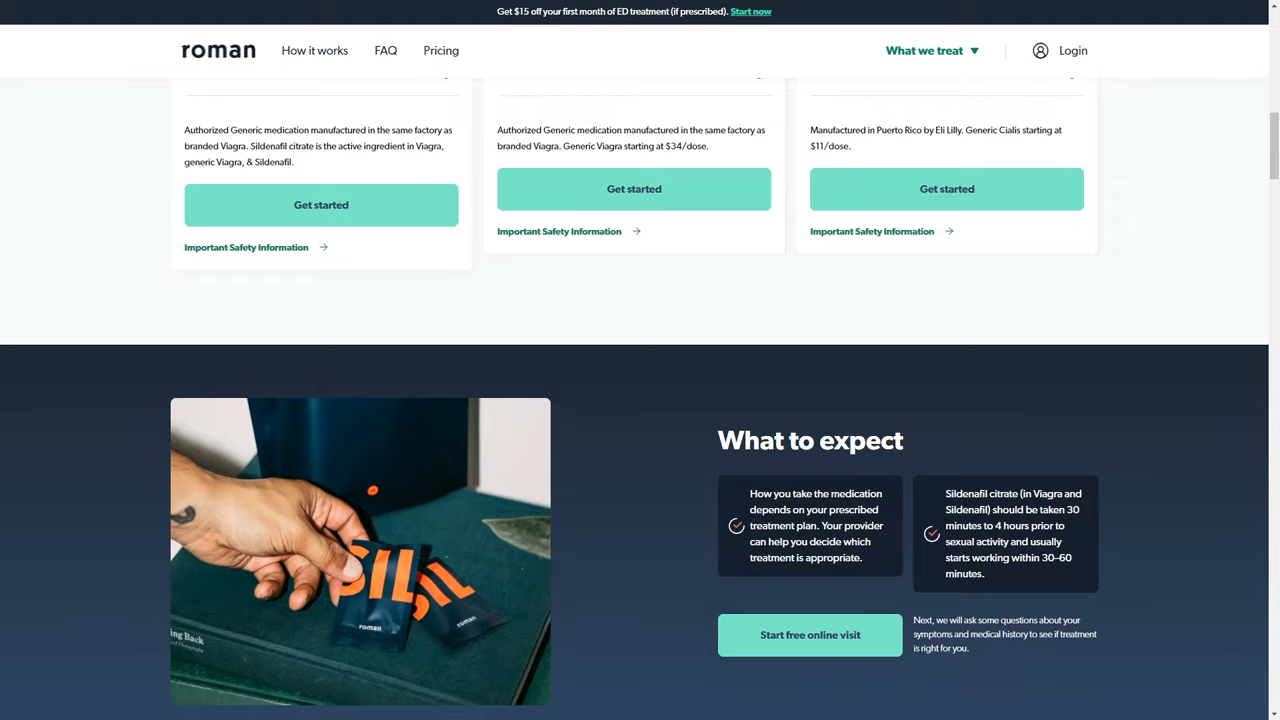 Get $15 off your first month of ED treatment (if prescribed). Start now
roman
How it works
FAQ
Pricing
What we treat
Login
Authorized Generic medication manufactured in the same factory as
branded Viagra. Sildenafil citrate is the active ingredient in Viagra,
generic Viagra, & Sildenafil.
Get started
Important Safety Information
Authorized Generic medication manufactured in the same factory as
branded Viagra. Generic Viagra starting at $34/dose.
Get started
Important Safety Information
Manufactured in Puerto Rico by Eli Lilly. Generic Cialis starting at
$11/dose.
Get started
Important Safety Information
SIL
roman
SIL
roman
ing Back
What to expect
How you take the medication
depends on your prescribed
treatment plan. Your provider
can help you decide which
treatment is appropriate.
Sildenafil citrate (in Viagra and
Sildenafil) should be taken 30
minutes to 4 hours prior to
sexual activity and usually
starts working within 30–60
minutes.
Start free online visit
Next, we will ask some questions about your
symptoms and medical history to see if treatment
is right for you.